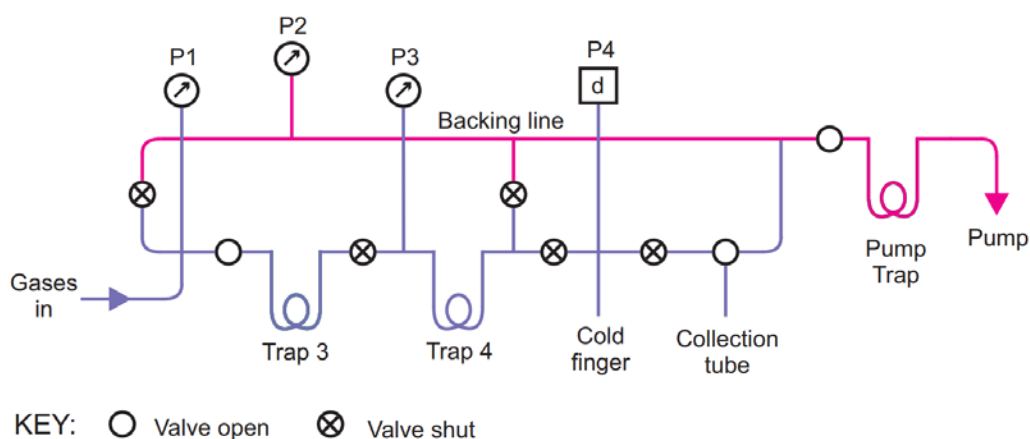 P2
P1
P3
P4
d
Backing line
Gases
in
Trap 3
Trap 4
Cold
finger
Collection
tube
Pump
Trap
Pump
KEY:
Valve open
Valve shut